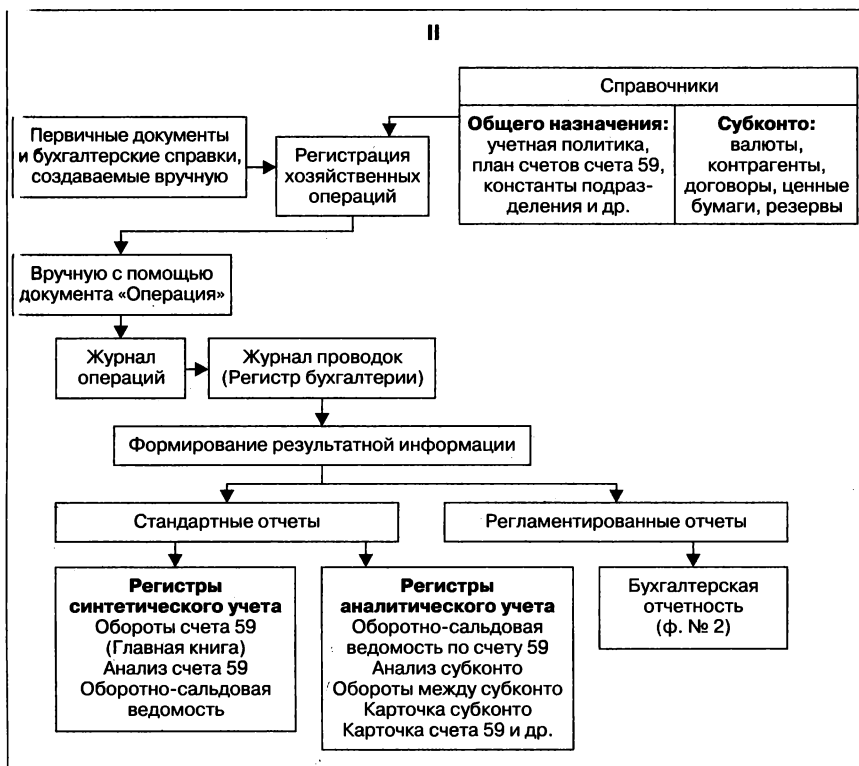 II
Справочники
Общего назначения:
учетная политика,
план счетов счета 59,
константы подраз-
деления и др.
Субконто:
валюты,
контрагенты,
договоры, ценные
бумаги, резервы
Первичные документы
и бухгалтерские справки,
создаваемые вручную
Регистрация
хозяйственных
операций
Вручную с помощью
документа «Операция»
Журнал
операций
Журнал проводок
(Регистр бухгалтерии)
Формирование результатной информации
Стандартные отчеты
Регламентированные отчеты
Регистры
синтетического учета
Обороты счета 59
(Главная книга)
Анализ счета 59
Оборотно-сальдовая
ведомость
Регистры
аналитического учета
Оборотно-сальдовая
ведомость по счету 59
Анализ субконто
Обороты между субконто
Карточка субконто
Карточка счета 59 и др.
Бухгалтерская
отчетность
(ф. № 2)